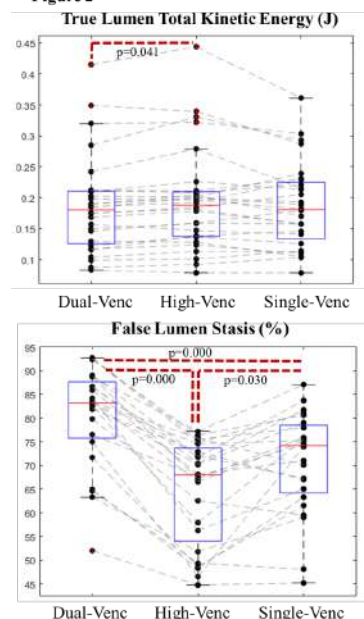 Figure 2
True Lumen Total Kinetic Energy (J)
0.45
p=0.041
0.4
0.35
0.3
0.25
0.2
0.15
0.1
Dual-Venc High-Venc Single-Venc
False Lumen Stasis (%)
95
p=0.000
90
p=0.000 p=0.030
85
80
75
70
65
60
55
50
45
Dual-Venc High-Venc Single-Venc